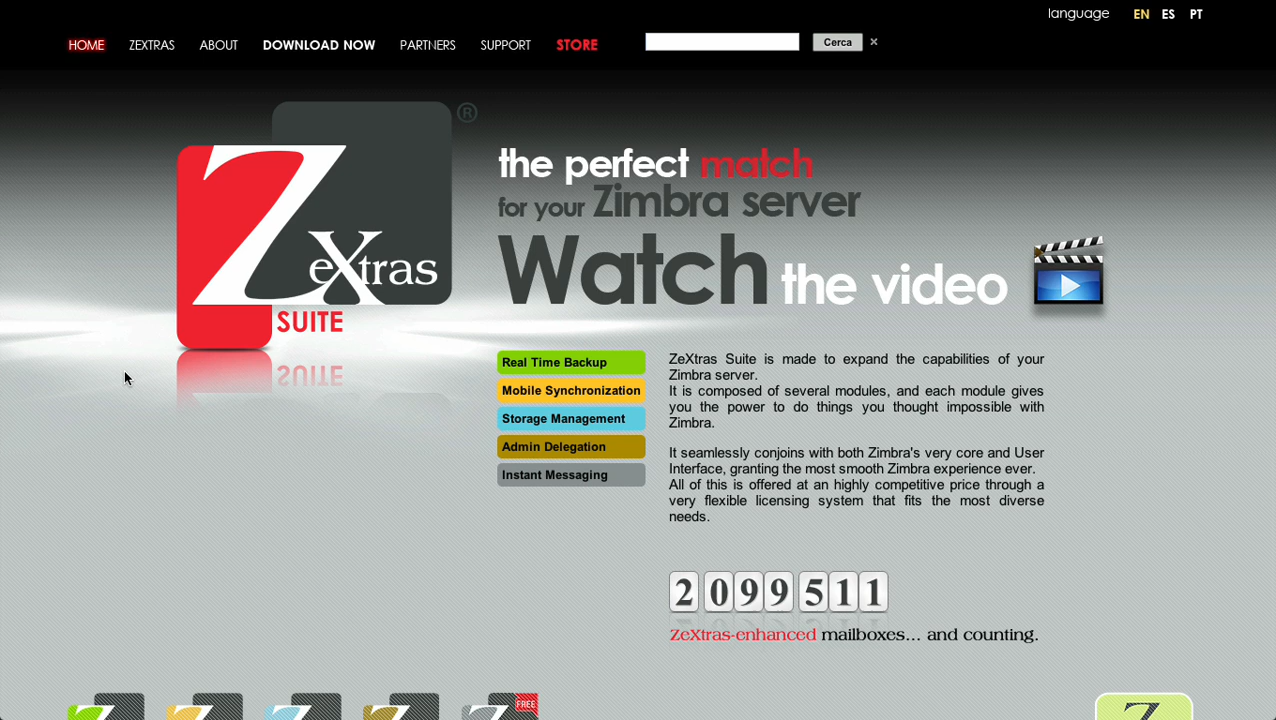 language EN ES PT
HOME ZEXTRAS ABOUT DOWNLOAD NOW PARTNERS SUPPORT STORE Cerca ×
®
the perfect match
for your Zimbra server
Watch the video
ZeXtras
SUITE
Real Time Backup
Mobile Synchronization
Storage Management
Admin Delegation
Instant Messaging
ZeXtras Suite is made to expand the capabilities of your
Zimbra server.
It is composed of several modules, and each module gives
you the power to do things you thought impossible with
Zimbra.
It seamlessly conjoins with both Zimbra's very core and User
Interface, granting the most smooth Zimbra experience ever.
All of this is offered at an highly competitive price through a
very flexible licensing system that fits the most diverse
needs.
2 099 511
ZeXtras-enhanced mailboxes... and counting.
FREE